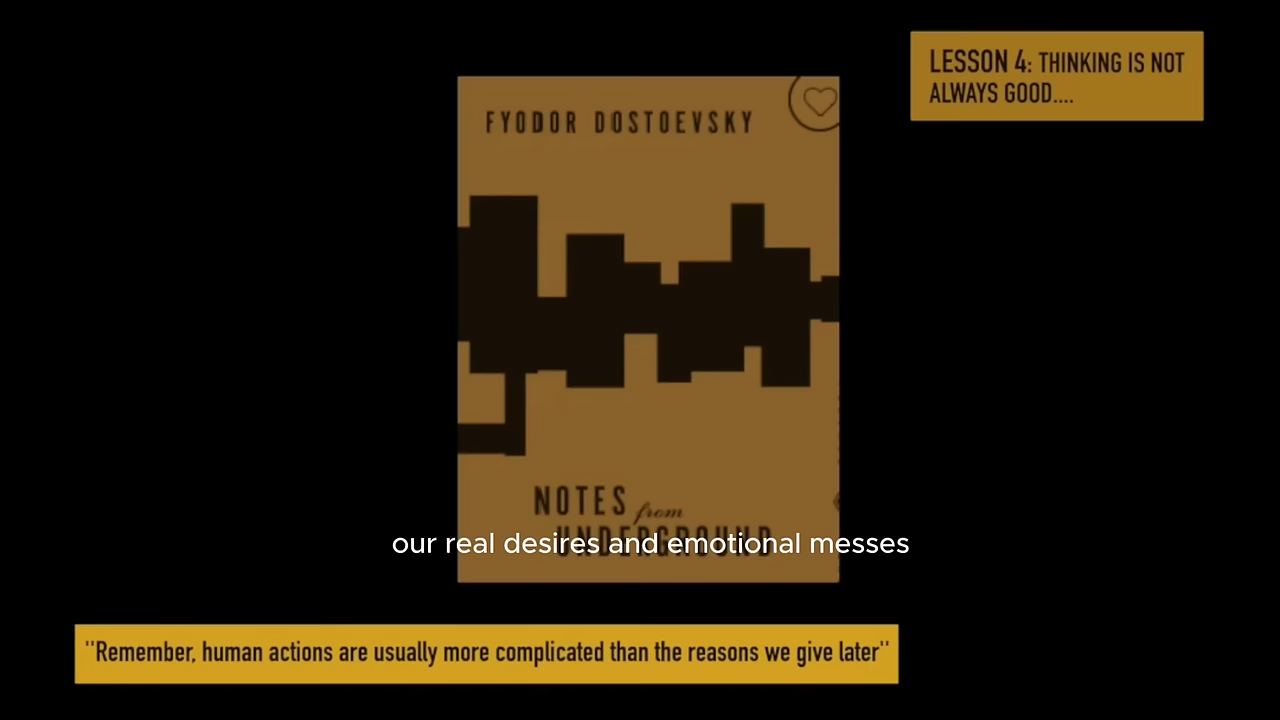 LESSON 4: THINKING IS NOT
ALWAYS GOOD....
FYODOR DOSTOEVSKY
NOTES from
UNDERGROUND
our real desires and emotional messes
"Remember, human actions are usually more complicated than the reasons we give later"